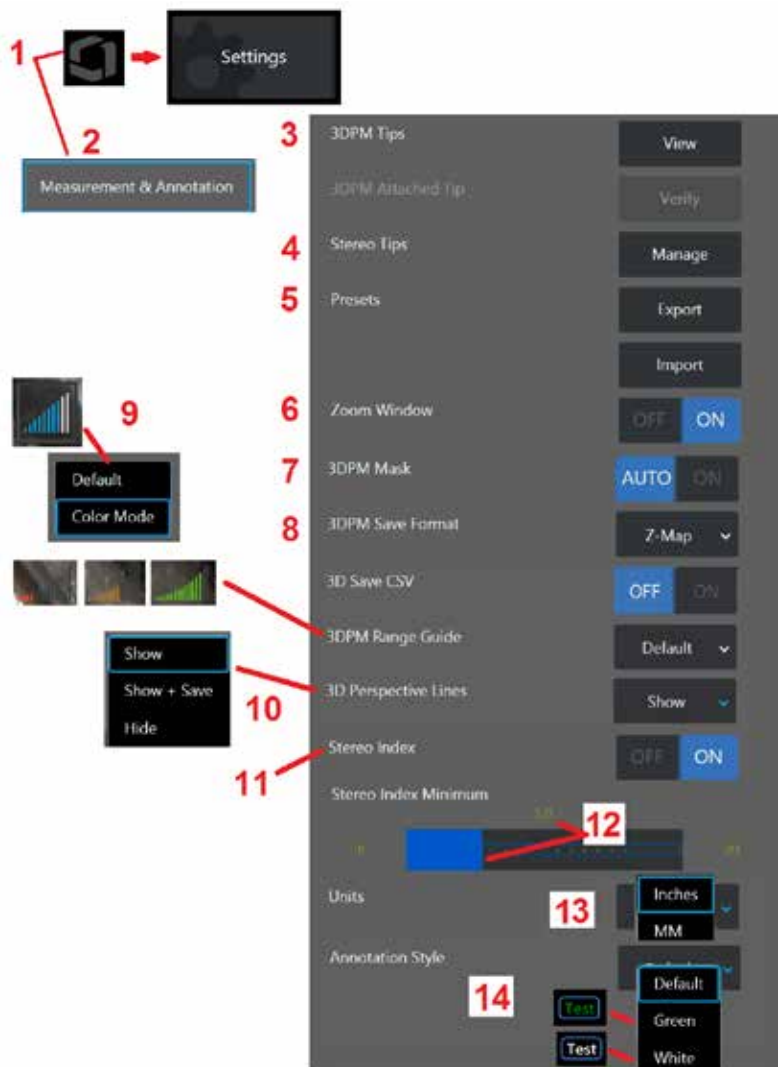 1
Settings
2
Measurement & Annotation
3 3DPM Tips View
3DPM Attached Tip Verify
4 Stereo Tips Manage
5 Presets Export
Import
6 Zoom Window OFF ON
7 3DPM Mask AUTO ON
8 3DPM Save Format Z-Map
3D Save CSV OFF ON
9
Default
Color Mode
3DPM Range Guide Default
10
Show
Show + Save
Hide
3D Perspective Lines Show
11 Stereo Index OFF ON
Stereo Index Minimum
12
Units
13
Inches
MM
Annotation Style
14
Default
Green
White
Test
Test